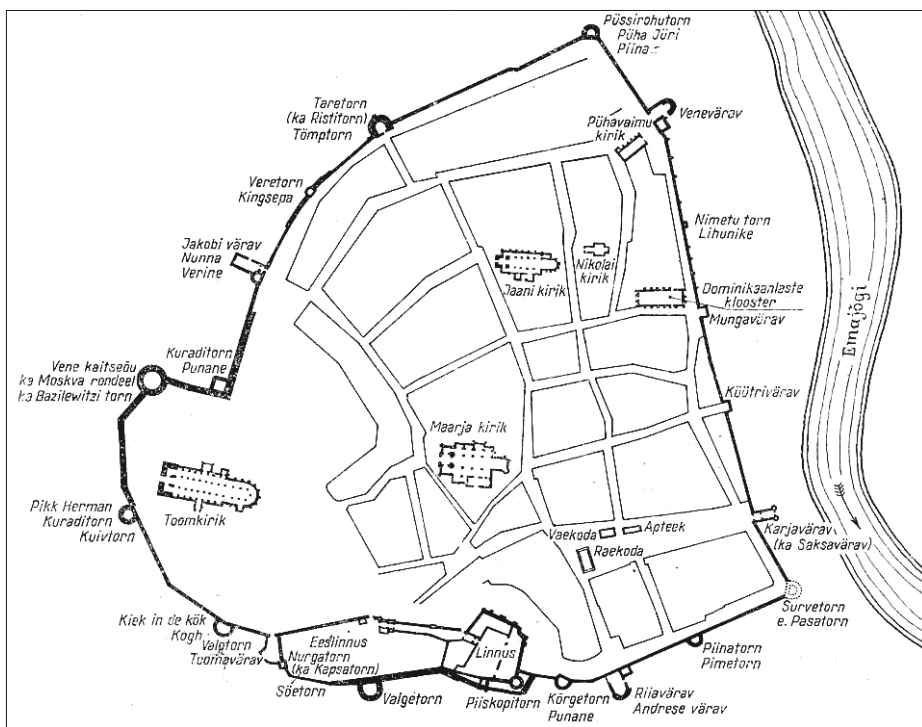 Püssirohutorn
Püha Jüri
Piina
Taretorn
(ka Ristitorn)
Tömptorn
Pühavaimu
kirik
Venevärav
Veretorn
Kingsepa
Nimetu torn
Lihunike
Jakobi värav
Nunna
Verine
Jaani kirik
Nikolai
kirik
Dominikaanlaste
klooster
Mungavärav
Emajõgi
Kuraditorn
Punane
Vene kaitseõu
ka Moskva rondeel
ka Bazilewitzi torn
Küütrivärav
Maarja kirik
Toomkirik
Pikk Herman
Kuraditorn
Kuivtorn
Vaekoda
Apteek
Raekoda
Karjavärav
(ka Saksavärav)
Survetorn
e. Pasatorn
Kiek in de kök
Kogh
Valgtorn
Tuomavärav
Eeslinnus
Nurgatorn
(ka Kapsatorn)
Söetorn
Linnus
Valgetorn
Piiskopitorn
Kõrgetorn
Punane
Riiavärav
Andrese värav
Piinatorn
Pimetorn